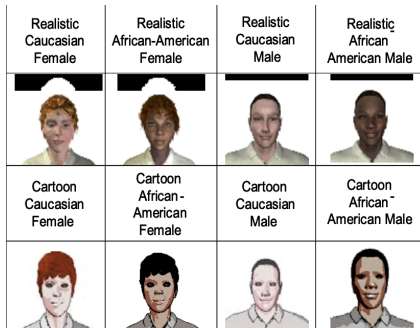 Realistic
Caucasian
Female
Realistic
African-American
Female
Realistic
Caucasian
Male
Realistic
African-
American Male
Cartoon
Caucasian
Female
Cartoon
African-
American
Female
Cartoon
Caucasian
Male
Cartoon
African-
American Male